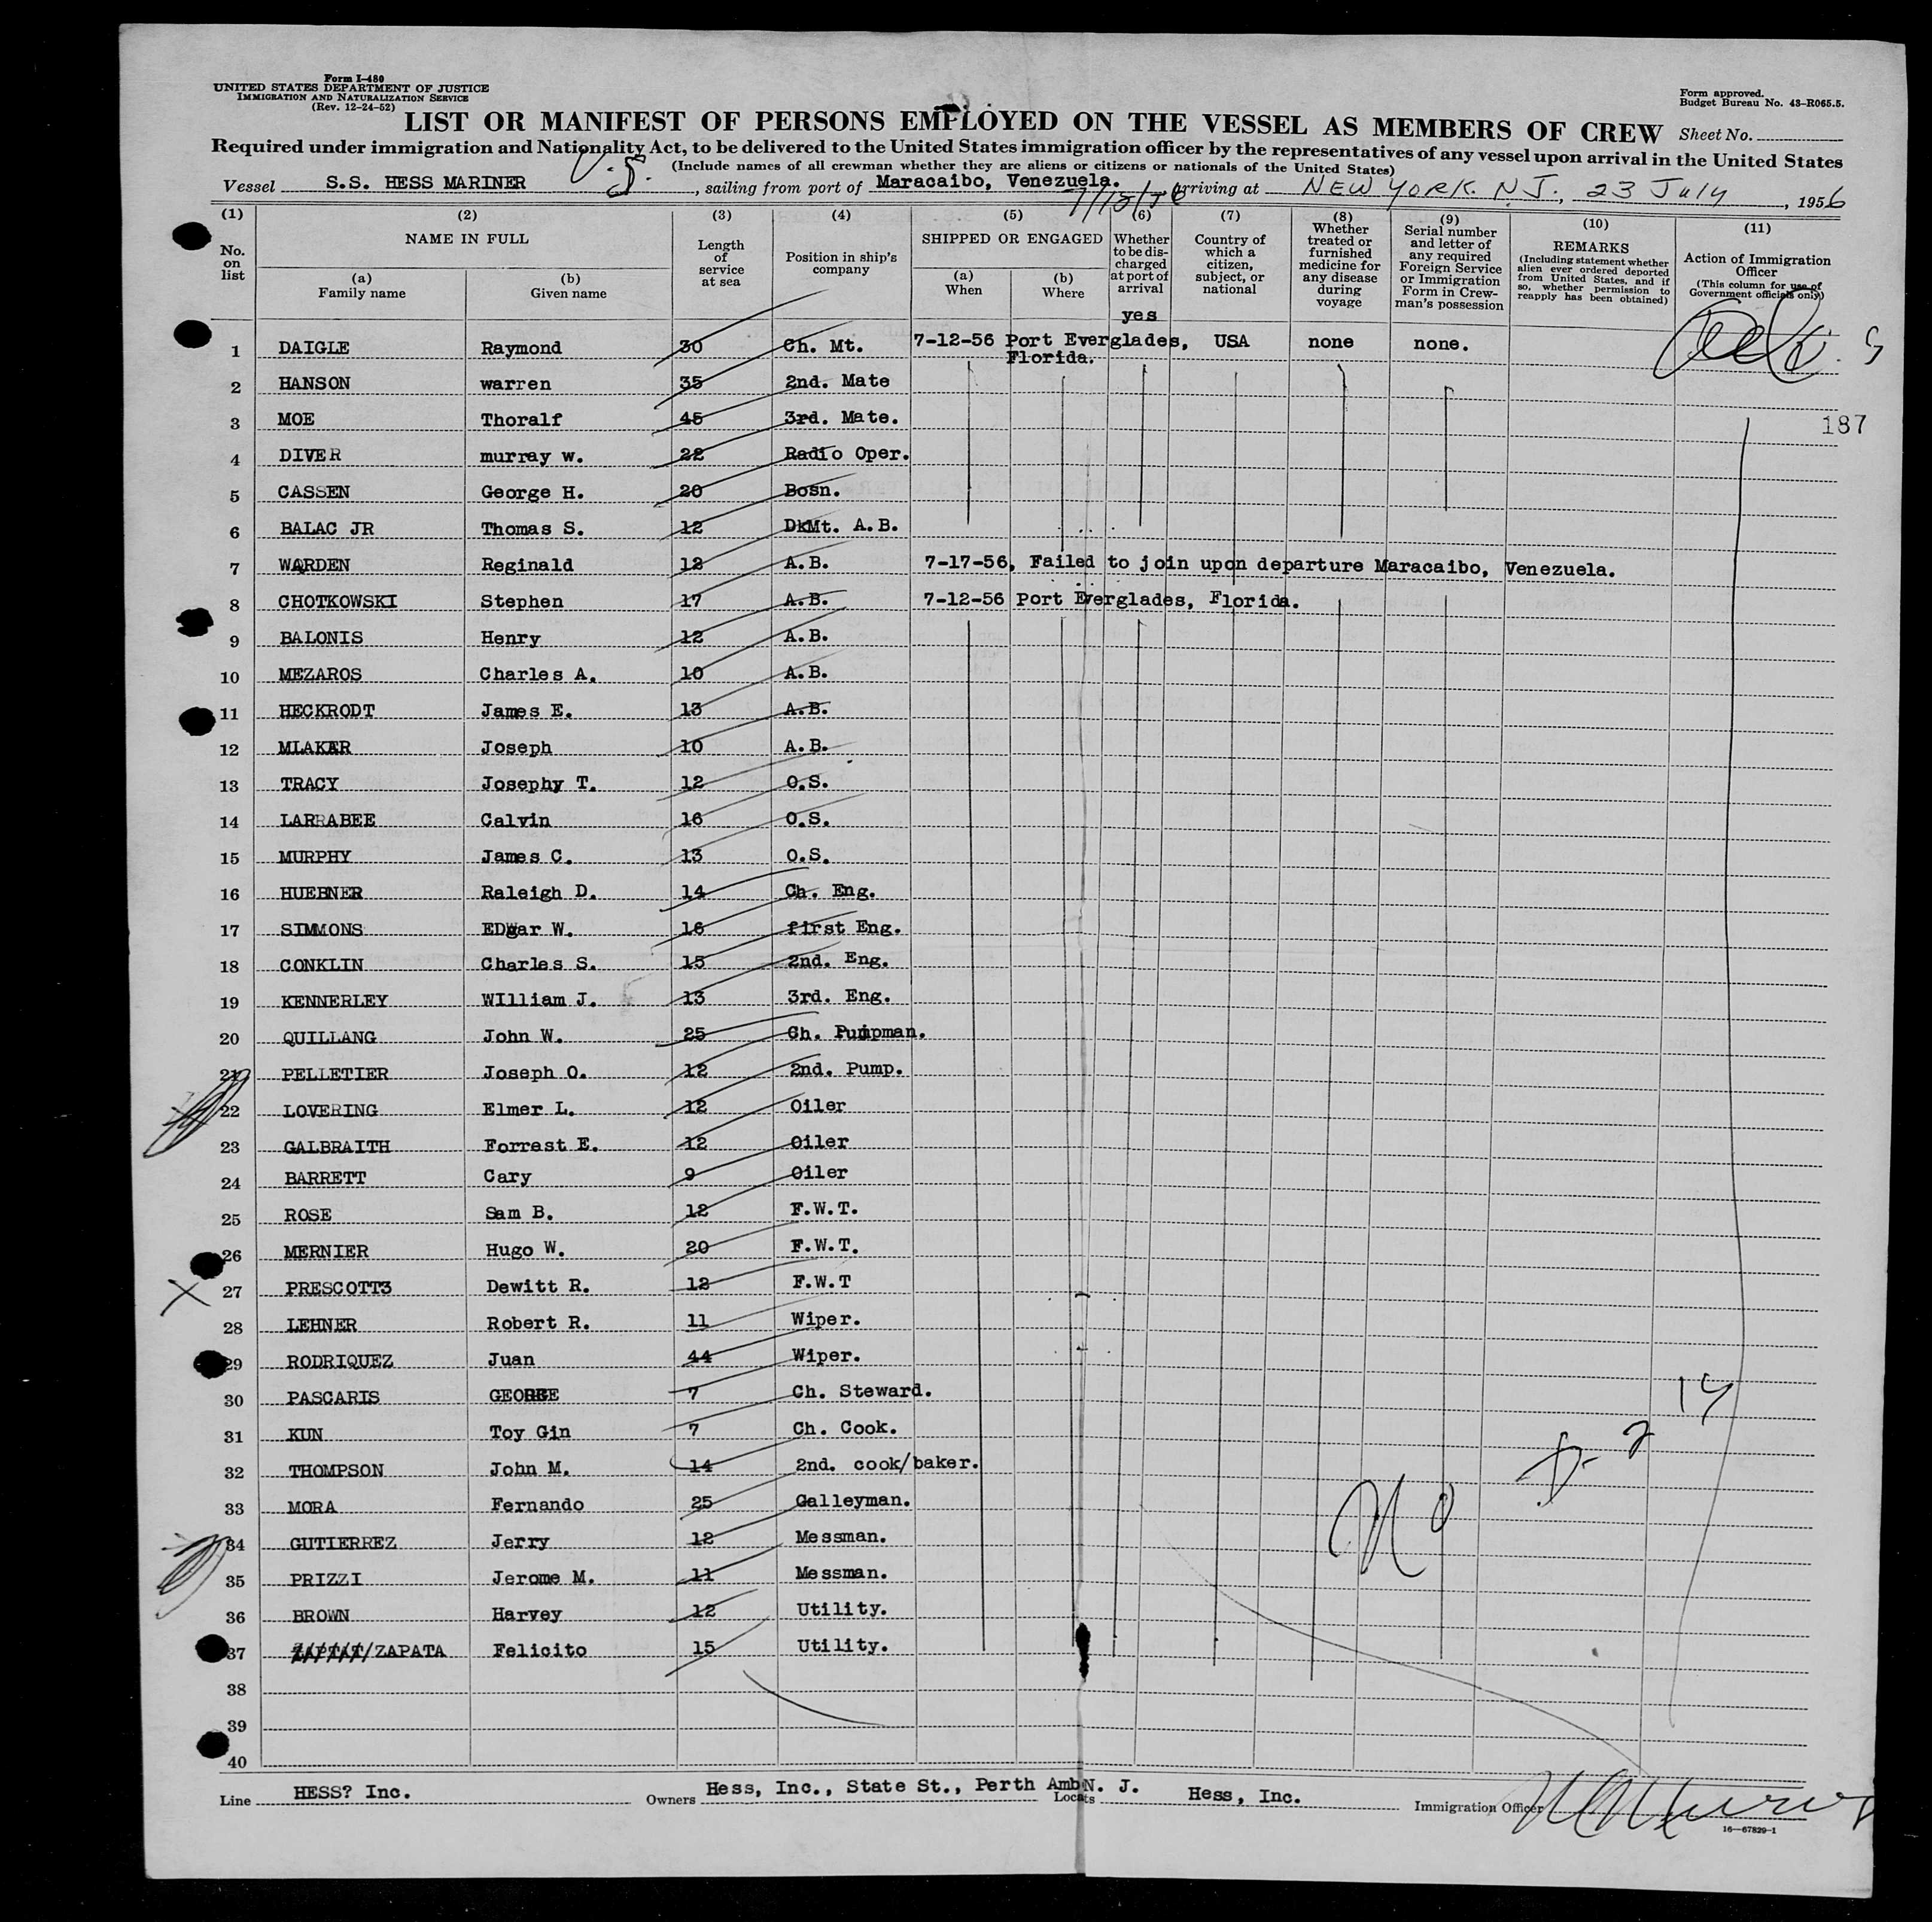 Form I-480
UNITED STATES DEPARTMENT OF JUSTICE
IMMIGRATION AND NATURALIZATION SERVICE
(Rev. 12-24-52)
Form approved.
Budget Bureau No. 43-R065.5.
LIST OR MANIFEST OF PERSONS EMPLOYED ON THE VESSEL AS MEMBERS OF CREW Sheet No.
Required under immigration and Nationality Act, to be delivered to the United States immigration officer by the representatives of any vessel upon arrival in the United States
(Include names of all crewman whether they are aliens or citizens or nationals of the United States)
Vessel S.S. HESS MARINER U.S., sailing from port of Maracaibo, Venezuela. arriving at NEW YORK. N.J., 23 July, 1956
(1) No. on list
(2) NAME IN FULL
(a) Family name
(b) Given name
(3) Length of service at sea
(4) Position in ship's company
(5) SHIPPED OR ENGAGED
(a) When
(b) Where
(6) Whether to be discharged at port of arrival
(7) Country of which a citizen, subject, or national
(8) Whether treated or furnished medicine for any disease during voyage
(9) Serial number and letter of any required Foreign Service or Immigration Form in Crewman's possession
(10) REMARKS (Including statement whether alien ever ordered deported from United States, and if so, whether permission to reapply has been obtained)
(11) Action of Immigration Officer (This column for use of Government officials only)
yes
1 DAIGLE Raymond 30 Ch. Mt. 7-12-56 Port Everglades, USA none none.
Florida.
2 HANSON warren 35 2nd. Mate
3 MOE Thoralf 45 3rd. Mate. 187
4 DIVER murray w. 22 Radio Oper.
5 CASSEN George H. 20 Bosn.
6 BALAC JR Thomas S. 12 DkMt. A.B.
7 WARDEN Reginald 12 A.B. 7-17-56, Failed to join upon departure Maracaibo, Venezuela.
8 CHOTKOWSKI Stephen 17 A.B. 7-12-56 Port Everglades, Florida.
9 BALONIS Henry 12 A.B.
10 MEZAROS Charles A. 10 A.B.
11 HECKRODT James E. 13 A.B.
12 MLAKER Joseph 10 A.B.
13 TRACY Josephy T. 12 O.S.
14 LARRABEE Calvin 16 O.S.
15 MURPHY James C. 13 O.S.
16 HUEBNER Raleigh D. 14 Ch. Eng.
17 SIMMONS EDgar W. 16 first Eng.
18 CONKLIN Charles S. 15 2nd. Eng.
19 KENNERLEY WIlliam J. 13 3rd. Eng.
20 QUILLANG John W. 25 Ch. Pumpman.
21 PELLETIER Joseph O. 12 2nd. Pump.
22 LOVERING Elmer L. 12 Oiler
23 GALBRAITH Forrest E. 12 Oiler
24 BARRETT Cary 9 Oiler
25 ROSE Sam B. 12 F.W.T.
26 MERNIER Hugo W. 20 F.W.T.
27 PRESCOTT3 Dewitt R. 12 F.W.T
28 LEHNER Robert R. 11 Wiper.
29 RODRIQUEZ Juan 44 Wiper.
30 PASCARIS GEORGE 7 Ch. Steward.
31 KUN Toy Gin 7 Ch. Cook.
32 THOMPSON John M. 14 2nd. cook/baker.
33 MORA Fernando 25 Galleyman.
34 GUTIERREZ Jerry 12 Messman.
35 PRIZZI Jerome M. 11 Messman.
36 BROWN Harvey 12 Utility.
37 ZAPATA Felicito 15 Utility.
38
39
40
No
Line HESS? Inc. Owners Hess, Inc., State St., Perth Amb N. J. Hess, Inc. Immigration Officer
16-67829-1